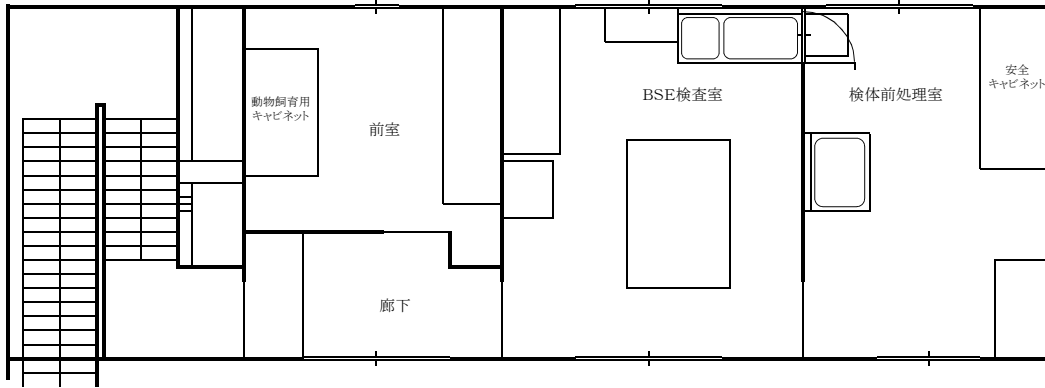 動物飼育用
キャビネット
前室
BSE検査室
検体前処理室
安全
キャビネット
廊下